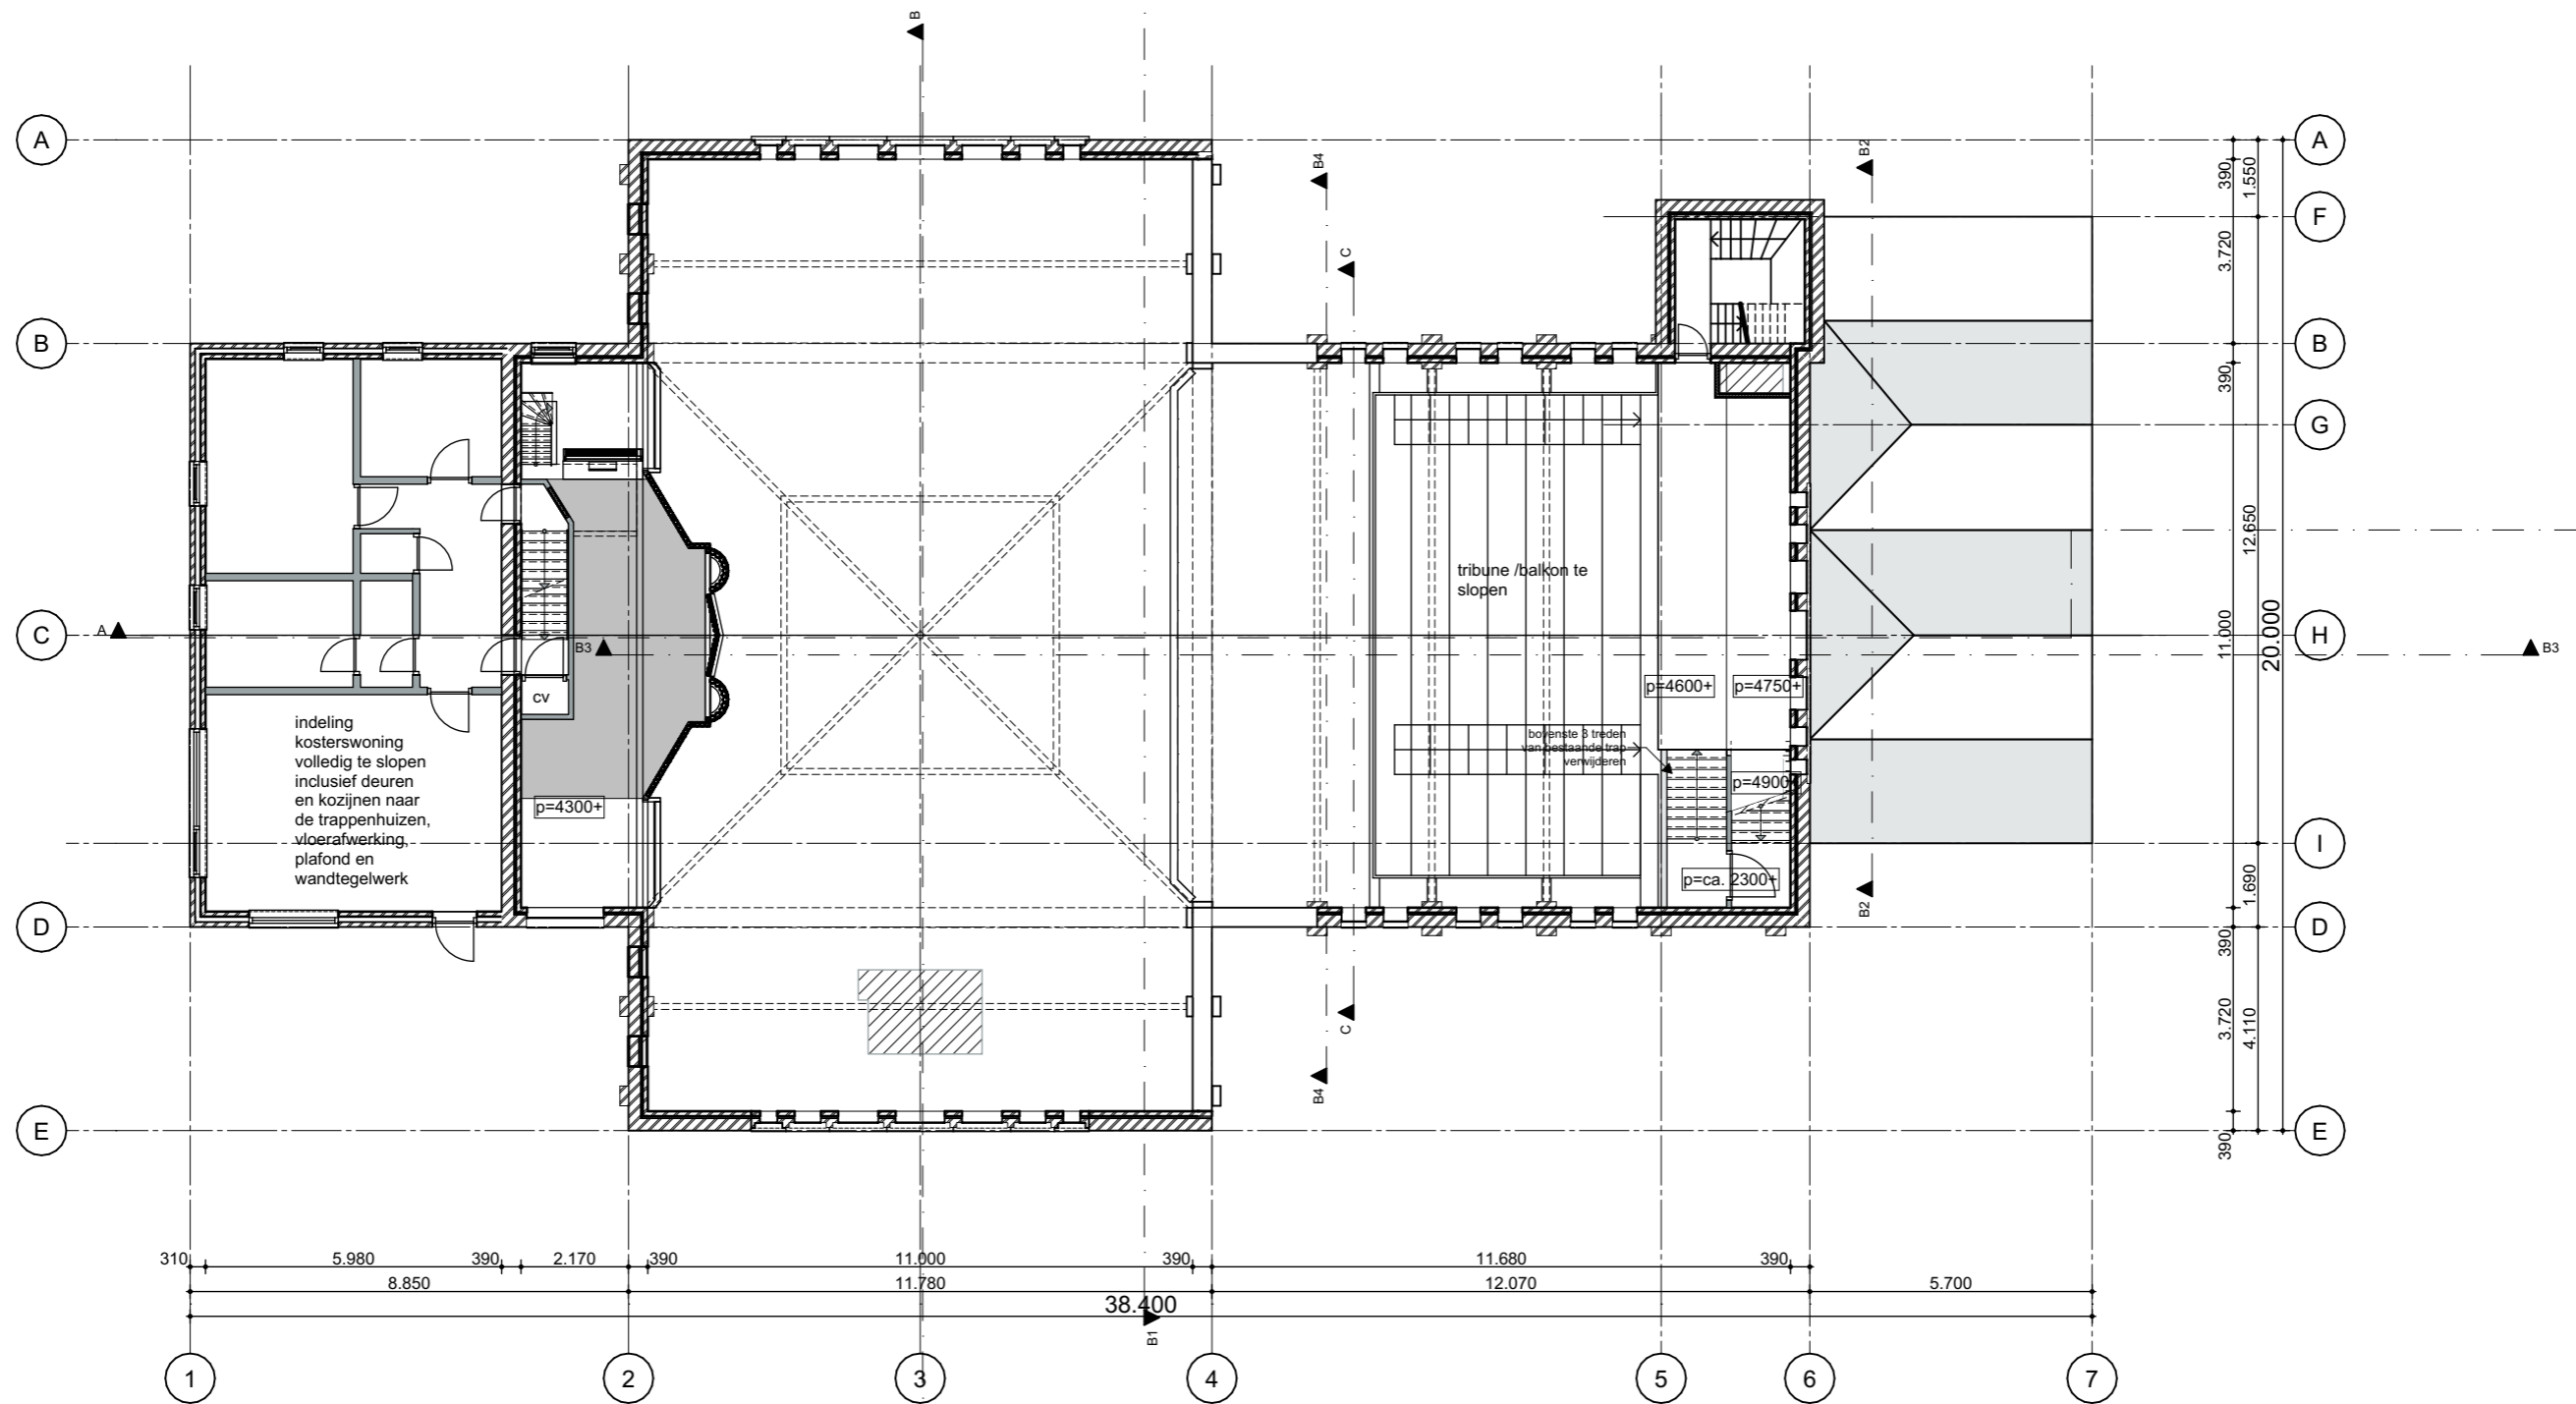 B
A
A
B4
B2
390
1.550
F
C
3.720
B
B
390
G
12.650
tribune /balkon te
slopen
C
A
B3
H
11.000
20.000
B3
p=4600+
p=4750+
cv
indeling
kosterswoning
volledig te slopen
inclusief deuren
en kozijnen naar
de trappenhuizen,
vloerafwerking,
plafond en
wandtegelwerk
bovenste 3 treden
van bestaande trap
verwijderen
p=4900+
p=4300+
I
p=ca. 2300+
1.690
B2
D
D
390
C
3.720
4.110
B4
E
E
390
310
5.980
390
2.170
390
11.000
390
11.680
390
8.850
11.780
12.070
5.700
38.400
B1
1
2
3
4
5
6
7